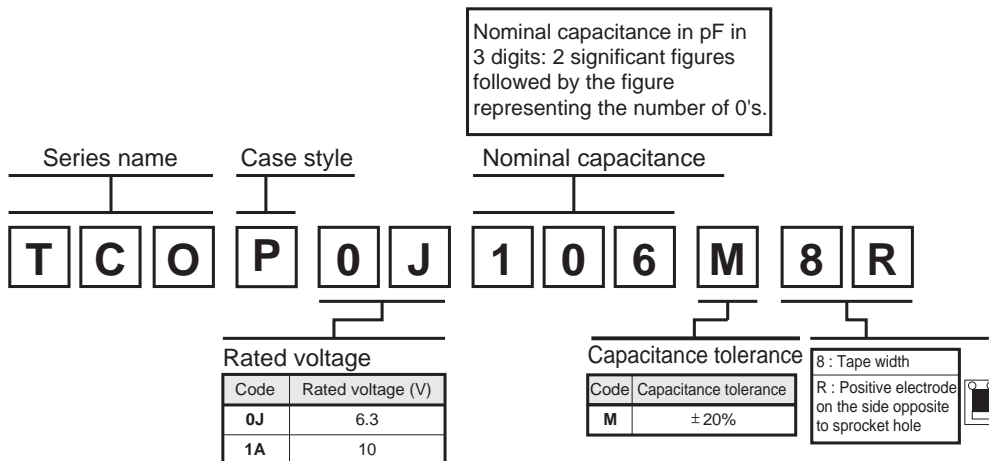 Nominal capacitance in pF in
3 digits: 2 significant figures
followed by the figure
representing the number of 0's.
Series name Case style Nominal capacitance
T C O P 0 J 1 0 6 M 8 R
Rated voltage
Code Rated voltage (V)
0J 6.3
1A 10
Capacitance tolerance
Code Capacitance tolerance
M ±20%
8 : Tape width
R : Positive electrode
on the side opposite
to sprocket hole